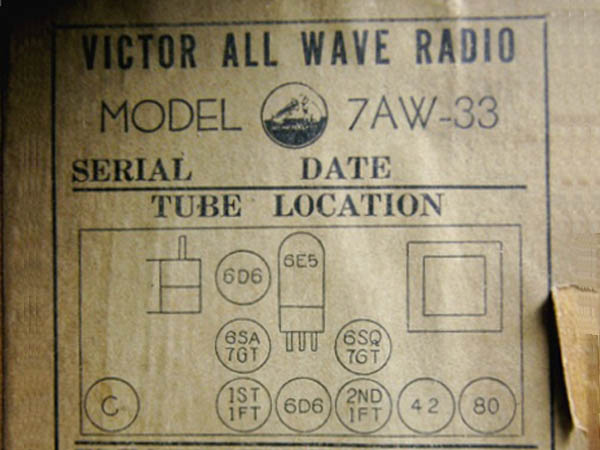 VICTOR ALL WAVE RADIO
MODEL 7AW-33
SERIAL DATE
TUBE LOCATION
6D6
6E5
6SA
7GT
6SQ
7GT
C
1ST
1FT
6D6
2ND
1FT
42
80